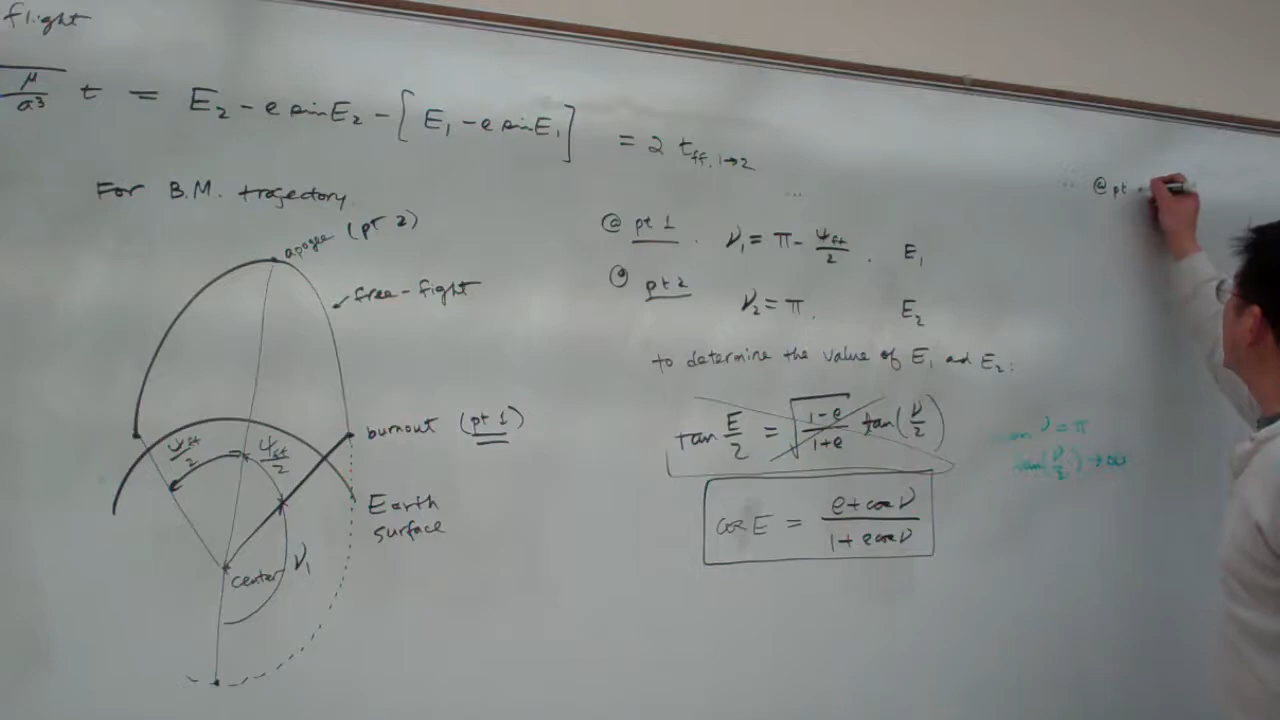 flight
√(μ/a³) t = E₂ - e sin E₂ - [E₁ - e sin E₁] = 2 t_ff, 1→2
For B.M. trajectory
apogee (pt 2)
free-fight
burnout (pt 1)
Ψff/2
Ψff/2
Earth
surface
center
ν₁
...
@ pt 1 . ν₁ = π - Ψff/2 . E₁
@ pt 2 ν₂ = π . E₂
to determine the value of E₁ and E₂:
tan E/2 = √((1-e)/(1+e)) tan(ν/2)
cos E = (e + cos ν)/(1 + e cos ν)
ν = π
tan(ν/2) → ∞
@ pt